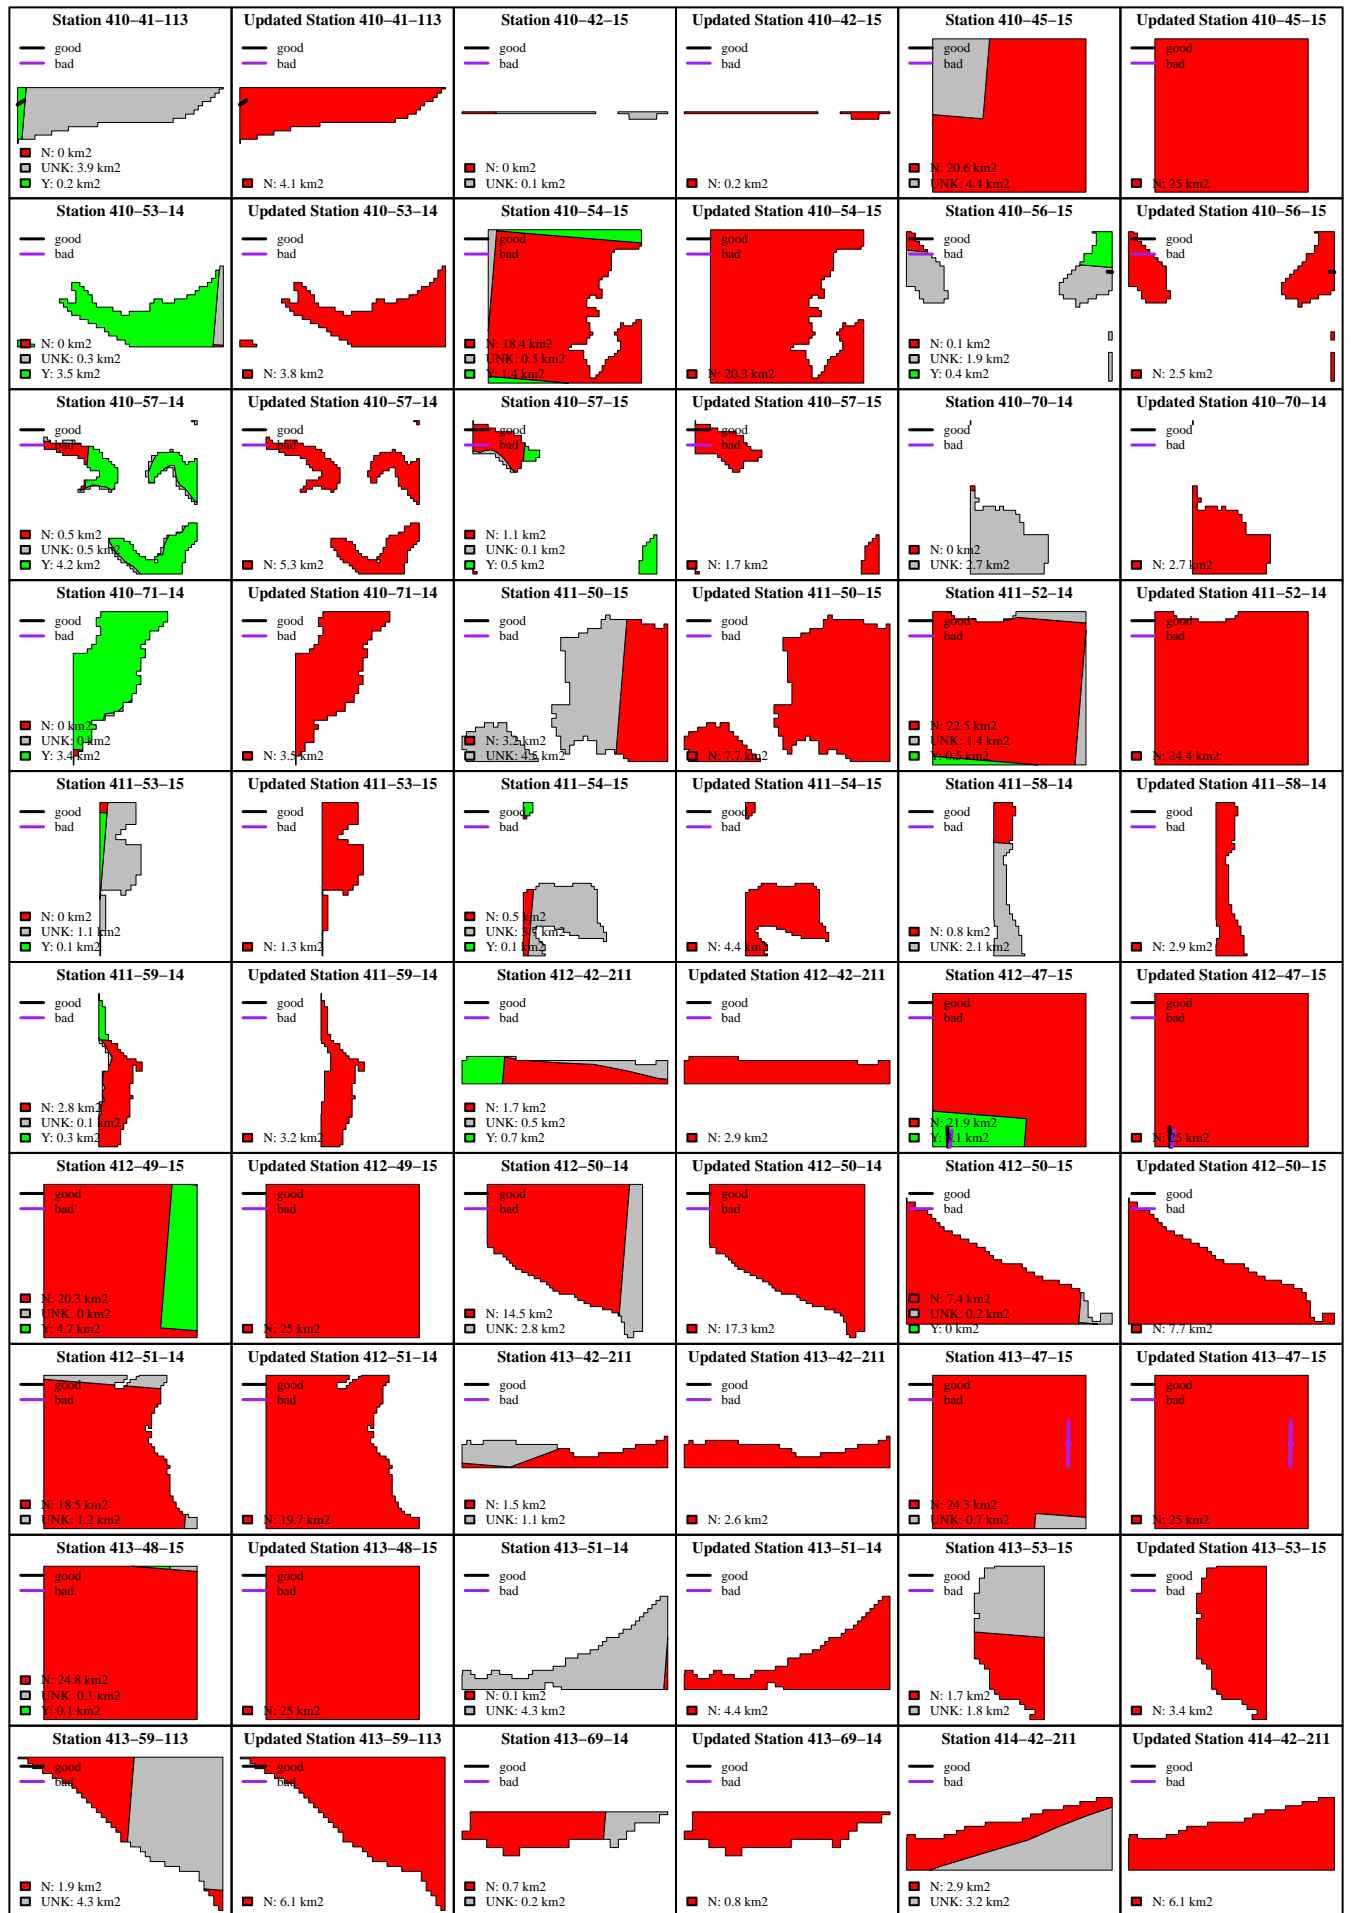 Station 410−41−113
good
bad
N: 0 km2
UNK: 3.9 km2
Y: 0.2 km2
Updated Station 410−41−113
good
bad
N: 4.1 km2
Station 410−42−15
good
bad
N: 0 km2
UNK: 0.1 km2
Updated Station 410−42−15
good
bad
N: 0.2 km2
Station 410−45−15
good
bad
N: 20.6 km2
UNK: 4.4 km2
Updated Station 410−45−15
good
bad
N: 25 km2
Station 410−53−14
good
bad
N: 0 km2
UNK: 0.3 km2
Y: 3.5 km2
Updated Station 410−53−14
good
bad
N: 3.8 km2
Station 410−54−15
good
bad
N: 18.4 km2
UNK: 0.5 km2
Y: 1.4 km2
Updated Station 410−54−15
good
bad
N: 20.3 km2
Station 410−56−15
good
bad
N: 0.1 km2
UNK: 1.9 km2
Y: 0.4 km2
Updated Station 410−56−15
good
bad
N: 2.5 km2
Station 410−57−14
good
bad
N: 0.5 km2
UNK: 0.5 km2
Y: 4.2 km2
Updated Station 410−57−14
good
bad
N: 5.3 km2
Station 410−57−15
good
bad
N: 1.1 km2
UNK: 0.1 km2
Y: 0.5 km2
Updated Station 410−57−15
good
bad
N: 1.7 km2
Station 410−70−14
good
bad
N: 0 km2
UNK: 2.7 km2
Updated Station 410−70−14
good
bad
N: 2.7 km2
Station 410−71−14
good
bad
N: 0 km2
UNK: 0 km2
Y: 3.4 km2
Updated Station 410−71−14
good
bad
N: 3.5 km2
Station 411−50−15
good
bad
N: 3.2 km2
UNK: 4.5 km2
Updated Station 411−50−15
good
bad
N: 7.7 km2
Station 411−52−14
good
bad
N: 22.5 km2
UNK: 1.4 km2
Y: 0.5 km2
Updated Station 411−52−14
good
bad
N: 24.4 km2
Station 411−53−15
good
bad
N: 0 km2
UNK: 1.1 km2
Y: 0.1 km2
Updated Station 411−53−15
good
bad
N: 1.3 km2
Station 411−54−15
good
bad
N: 0.5 km2
UNK: km2
Y: 0.1 km2
Updated Station 411−54−15
good
bad
N: 4.4 km2
Station 411−58−14
good
bad
N: 0.8 km2
UNK: 2.1 km2
Updated Station 411−58−14
good
bad
N: 2.9 km2
Station 411−59−14
good
bad
N: 2.8 km2
UNK: 0.1 km2
Y: 0.3 km2
Updated Station 411−59−14
good
bad
N: 3.2 km2
Station 412−42−211
good
bad
N: 1.7 km2
UNK: 0.5 km2
Y: 0.7 km2
Updated Station 412−42−211
good
bad
N: 2.9 km2
Station 412−47−15
good
bad
N: 21.9 km2
Y: 3.1 km2
Updated Station 412−47−15
good
bad
N: 25 km2
Station 412−49−15
good
bad
N: 20.3 km2
UNK: 0 km2
Y: 4.7 km2
Updated Station 412−49−15
good
bad
N: 25 km2
Station 412−50−14
good
bad
N: 14.5 km2
UNK: 2.8 km2
Updated Station 412−50−14
good
bad
N: 17.3 km2
Station 412−50−15
good
bad
N: 7.4 km2
UNK: 0.2 km2
Y: 0 km2
Updated Station 412−50−15
good
bad
N: 7.7 km2
Station 412−51−14
good
bad
N: 18.5 km2
UNK: 1.2 km2
Updated Station 412−51−14
good
bad
N: 19.7 km2
Station 413−42−211
good
bad
N: 1.5 km2
UNK: 1.1 km2
Updated Station 413−42−211
good
bad
N: 2.6 km2
Station 413−47−15
good
bad
N: 24.3 km2
UNK: 0.7 km2
Updated Station 413−47−15
good
bad
N: 25 km2
Station 413−48−15
good
bad
N: 24.8 km2
UNK: 0.1 km2
Y: 0.1 km2
Updated Station 413−48−15
good
bad
N: 25 km2
Station 413−51−14
good
bad
N: 0.1 km2
UNK: 4.3 km2
Updated Station 413−51−14
good
bad
N: 4.4 km2
Station 413−53−15
good
bad
N: 1.7 km2
UNK: 1.8 km2
Updated Station 413−53−15
good
bad
N: 3.4 km2
Station 413−59−113
good
bad
N: 1.9 km2
UNK: 4.3 km2
Updated Station 413−59−113
good
bad
N: 6.1 km2
Station 413−69−14
good
bad
N: 0.7 km2
UNK: 0.2 km2
Updated Station 413−69−14
good
bad
N: 0.8 km2
Station 414−42−211
good
bad
N: 2.9 km2
UNK: 3.2 km2
Updated Station 414−42−211
good
bad
N: 6.1 km2